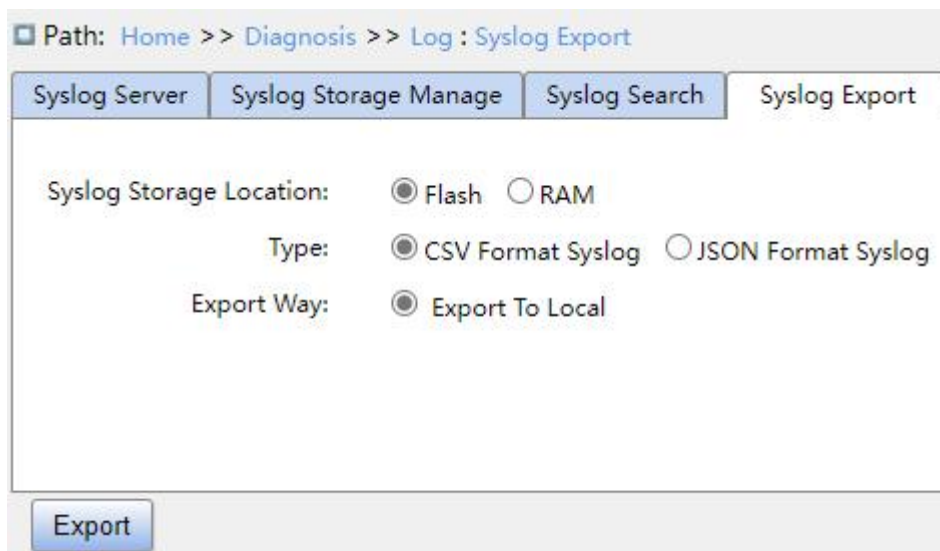 Path: Home >> Diagnosis >> Log : Syslog Export
Syslog Server Syslog Storage Manage Syslog Search Syslog Export
Syslog Storage Location: Flash RAM
Type: CSV Format Syslog JSON Format Syslog
Export Way: Export To Local
Export